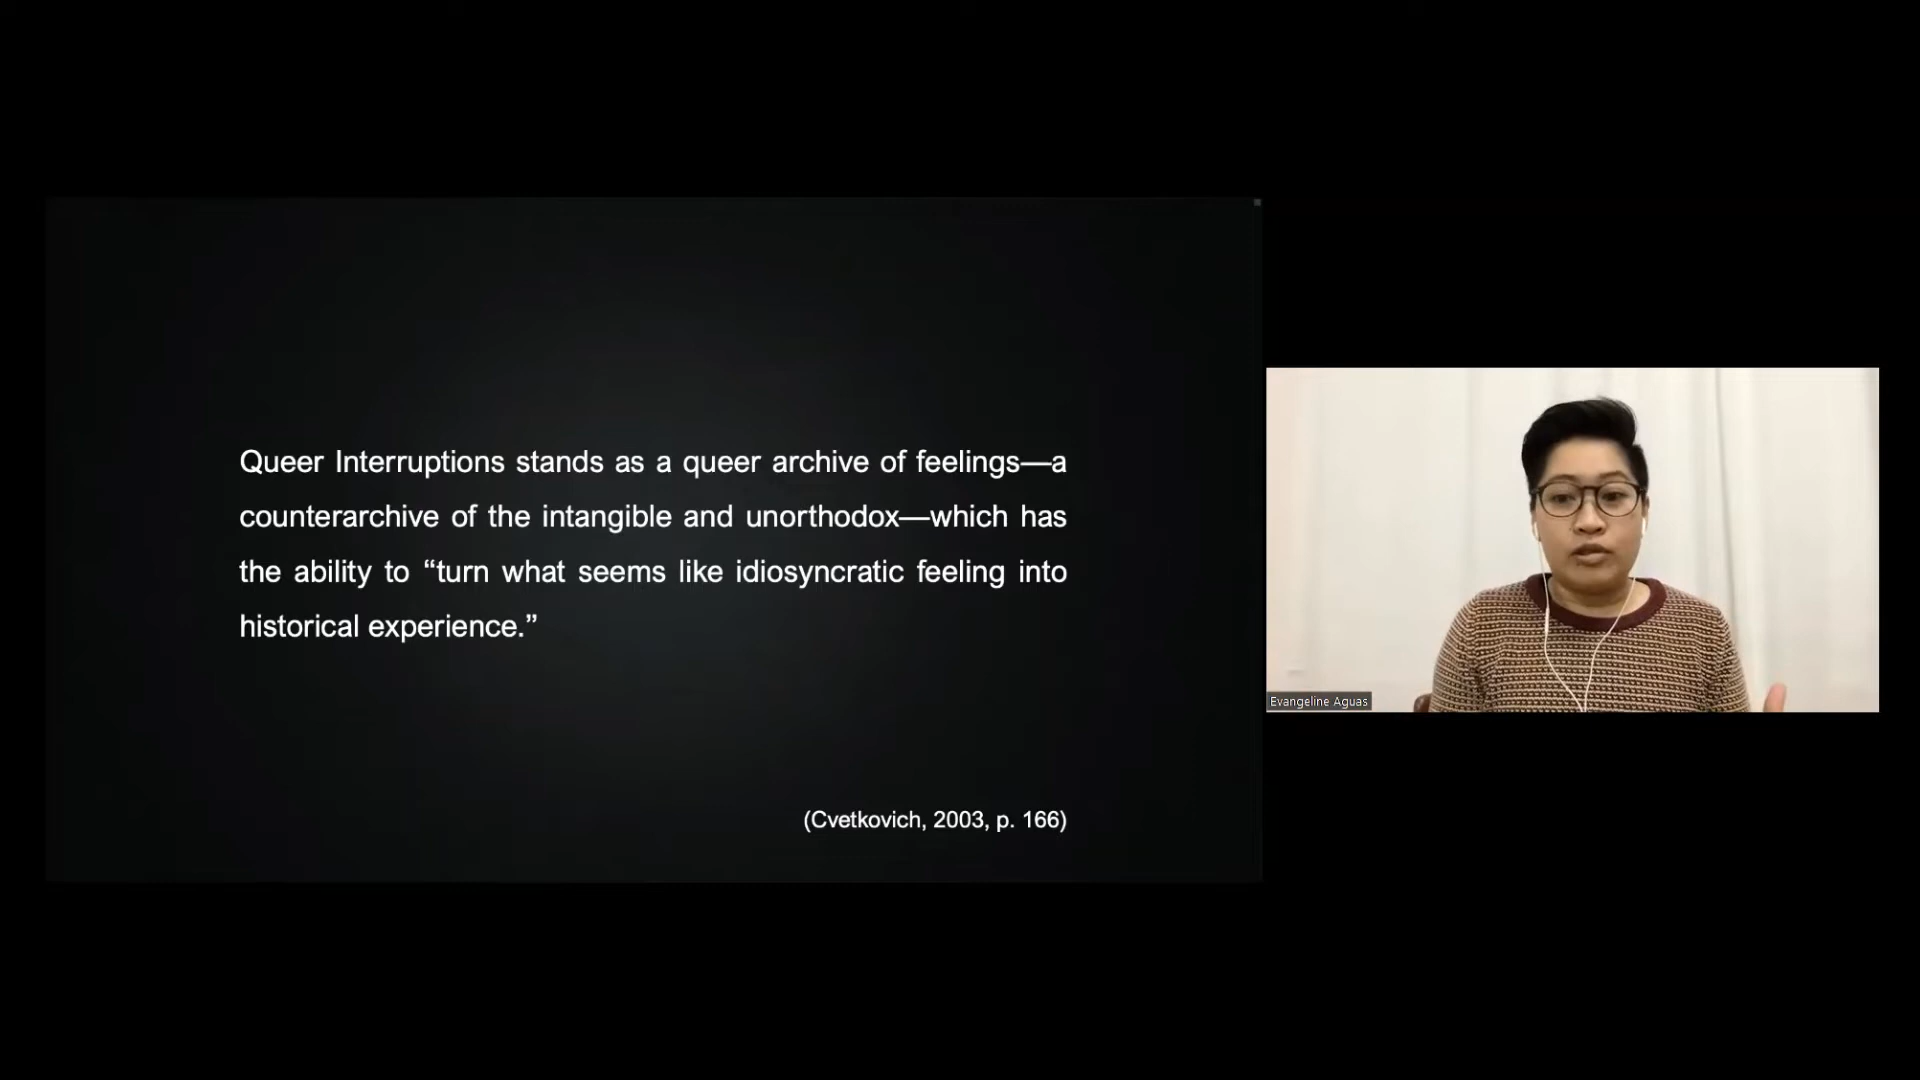 Queer Interruptions stands as a queer archive of feelings—a
counterarchive of the intangible and unorthodox—which has
the ability to “turn what seems like idiosyncratic feeling into
historical experience.”
(Cvetkovich, 2003, p. 166)
Evangeline Aguas